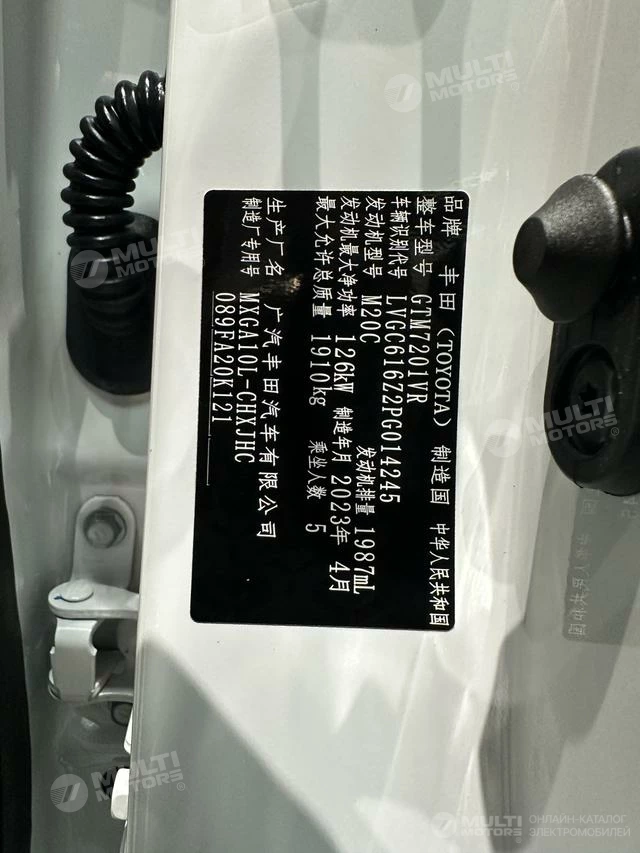 品牌 丰田 (TOYOTA) 制造国 中华人民共和国
整车型号 GTM7201VR
车辆识别代号 LVGC616Z2PG014245
发动机型号 M20C 发动机排量 1987mL
发动机最大净功率 126kW 制造年月 2023年 4月
最大允许总质量 1910kg 乘坐人数 5
生产厂名 广汽丰田汽车有限公司
制造厂专用号 MXGA10L-CHXJHC
089FA20K121
MULTI MOTORS®
MULTI MOTORS®
MULTI MOTORS®
MULTI MOTORS®
MULTI MOTORS®
ОНЛАЙН-КАТАЛОГ
ЭЛЕКТРОМОБИЛЕЙ